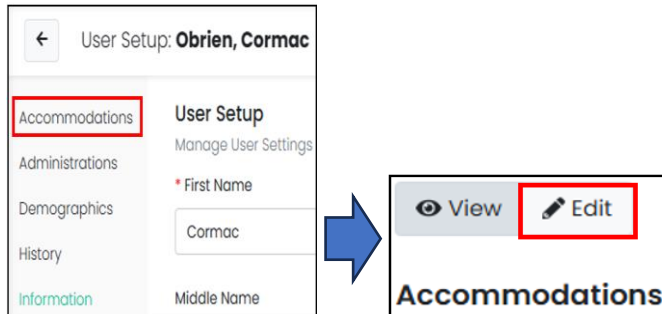 User Setup: Obrien, Cormac
Accommodations
Administrations
Demographics
History
Information
User Setup
Manage User Settings
* First Name
Cormac
Middle Name
View
Edit
Accommodations